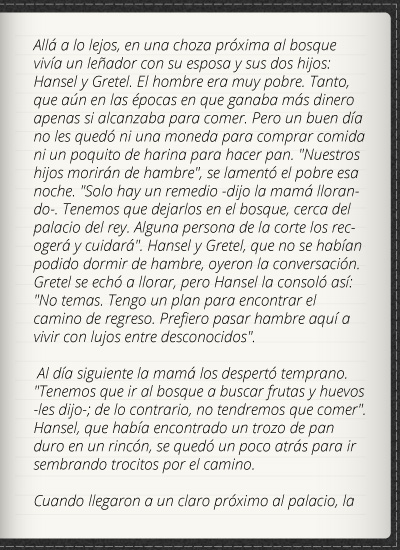 Allá a lo lejos, en una choza próxima al bosque
vivía un leñador con su esposa y sus dos hijos:
Hansel y Gretel. El hombre era muy pobre. Tanto,
que aún en las épocas en que ganaba más dinero
apenas si alcanzaba para comer. Pero un buen día
no les quedó ni una moneda para comprar comida
ni un poquito de harina para hacer pan. "Nuestros
hijos morirán de hambre", se lamentó el pobre esa
noche. "Solo hay un remedio -dijo la mamá lloran-
do-. Tenemos que dejarlos en el bosque, cerca del
palacio del rey. Alguna persona de la corte los rec-
ogerá y cuidará". Hansel y Gretel, que no se habían
podido dormir de hambre, oyeron la conversación.
Gretel se echó a llorar, pero Hansel la consoló así:
"No temas. Tengo un plan para encontrar el
camino de regreso. Prefiero pasar hambre aquí a
vivir con lujos entre desconocidos".
Al día siguiente la mamá los despertó temprano.
"Tenemos que ir al bosque a buscar frutas y huevos
-les dijo-; de lo contrario, no tendremos que comer".
Hansel, que había encontrado un trozo de pan
duro en un rincón, se quedó un poco atrás para ir
sembrando trocitos por el camino.
Cuando llegaron a un claro próximo al palacio, la